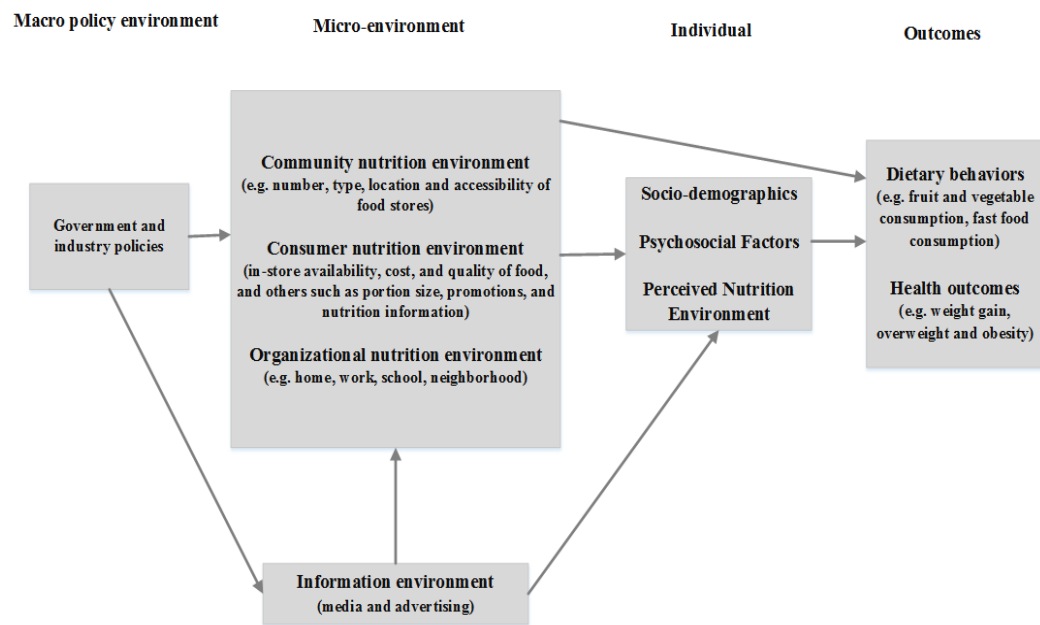 Macro policy environment
Micro-environment
Individual
Outcomes
Government and
industry policies
Community nutrition environment
(e.g. number, type, location and accessibility of
food stores)
Consumer nutrition environment
(in-store availability, cost, and quality of food,
and others such as portion size, promotions, and
nutrition information)
Organizational nutrition environment
(e.g. home, work, school, neighborhood)
Socio-demographics
Psychosocial Factors
Perceived Nutrition
Environment
Dietary behaviors
(e.g. fruit and vegetable
consumption, fast food
consumption)
Health outcomes
(e.g. weight gain,
overweight and obesity)
Information environment
(media and advertising)